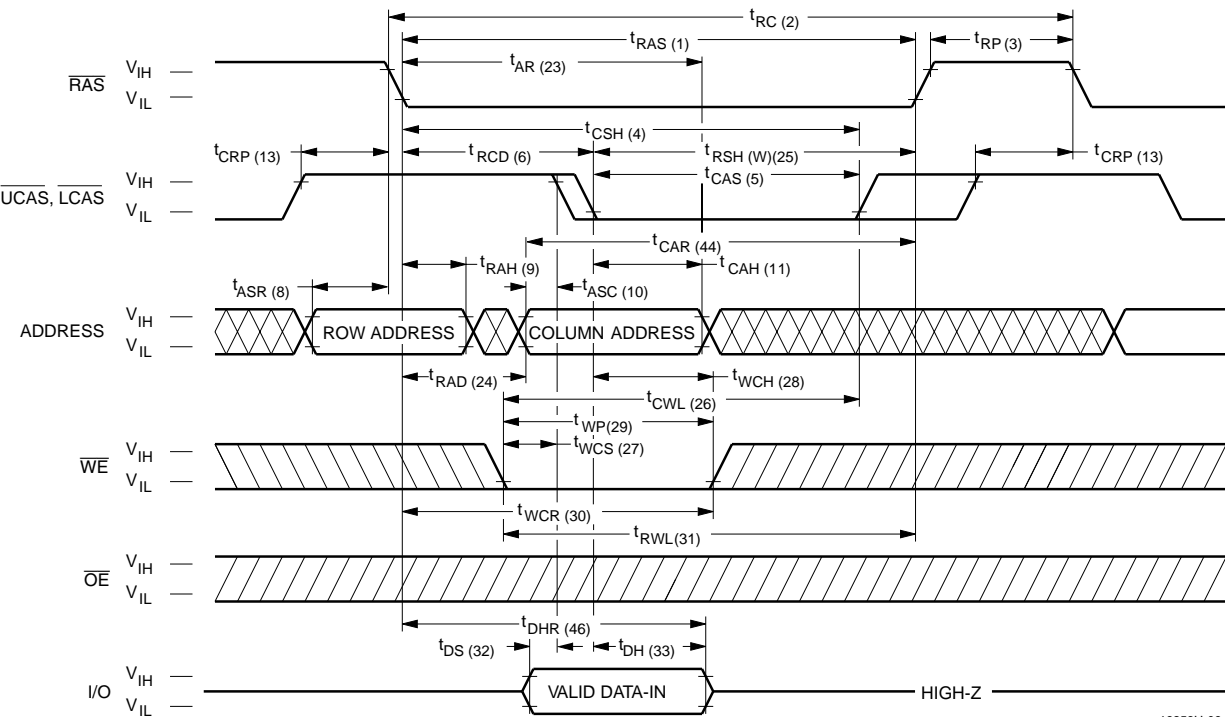 tRC (2)
tRAS (1)
tRP (3)
tAR (23)
RAS
VIH
VIL
tCSH (4)
tCRP (13)
tRCD (6)
tRSH (W)(25)
tCRP (13)
tCAS (5)
UCAS, LCAS
VIH
VIL
tCAR (44)
tRAH (9)
tCAH (11)
tASR (8)
tASC (10)
ADDRESS
VIH
VIL
ROW ADDRESS
COLUMN ADDRESS
tRAD (24)
tWCH (28)
tCWL (26)
tWP(29)
tWCS (27)
WE
VIH
VIL
tWCR (30)
tRWL(31)
OE
VIH
VIL
tDHR (46)
tDS (32)
tDH (33)
I/O
VIH
VIL
VALID DATA-IN
HIGH-Z